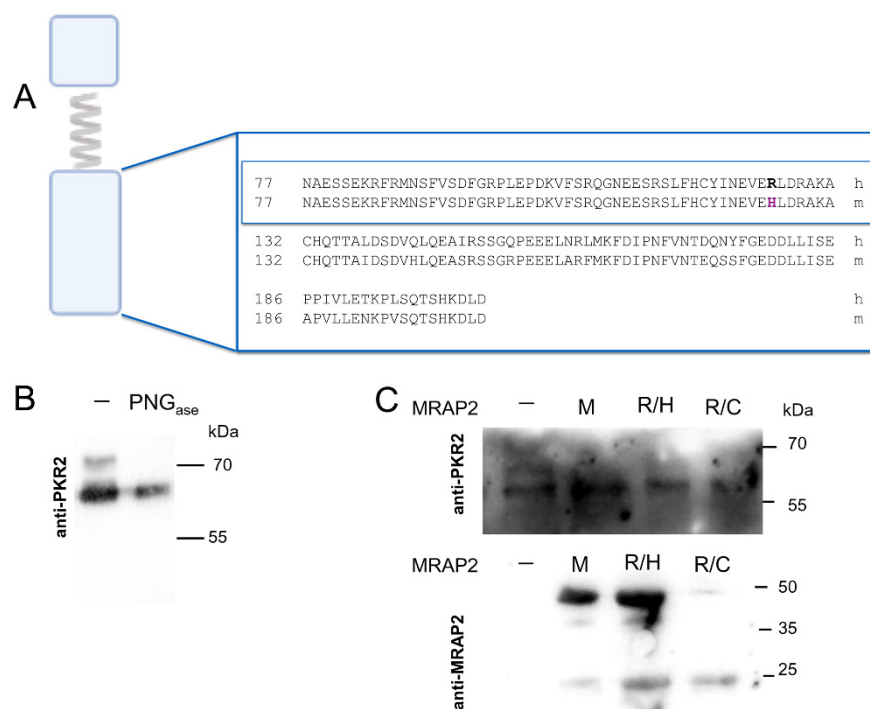 A
77 NAESSEKRFRMNSFVSDFGRPLEPDKVFSRQGNEESRSLFHCYINEVERLDRAKA h
77 NAESSEKRFRMNSFVSDFGRPLEPDKVFSRQGNEESRSLFHCYINEVEHLDRAKA m
132 CHQTTALDSDVQLQEAIRSSGQPEEELNRLMKFDIPNFVNTDQNYFGEDDLLISE h
132 CHQTTAIDSDVHLQEASRSSGRPEEELARFMKFDIPNFVNTEQSSFGEDDLLISE m
186 PPIVLETKPLSQTSHKDLD h
186 APVLLENKPVSQTSHKDLD m
B
– PNGase
kDa
anti-PKR2
70
55
C
MRAP2 – M R/H R/C kDa
anti-PKR2
70
55
MRAP2 – M R/H R/C
anti-MRAP2
50
35
25